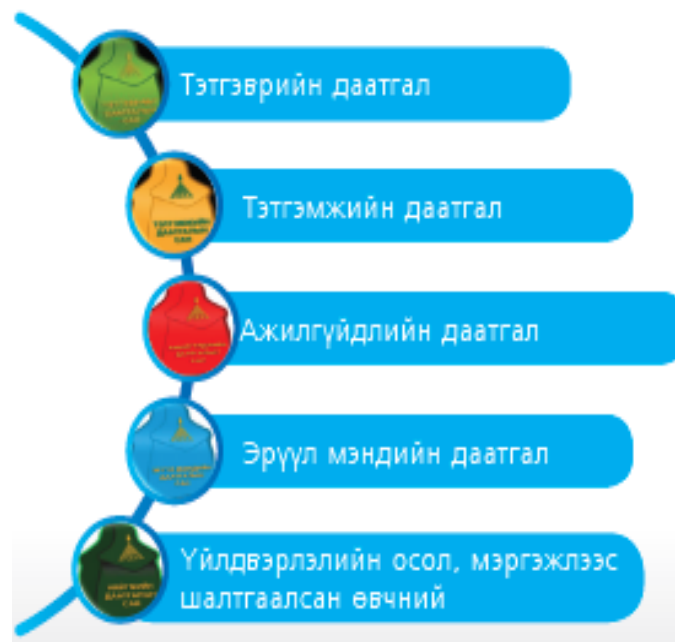 Тэтгэврийн даатгал
Тэтгэмжийн даатгал
Ажилгүйдлийн даатгал
Эрүүл мэндийн даатгал
Үйлдвэрлэлийн осол, мэргэжлээс
шалтгаалсан өвчний